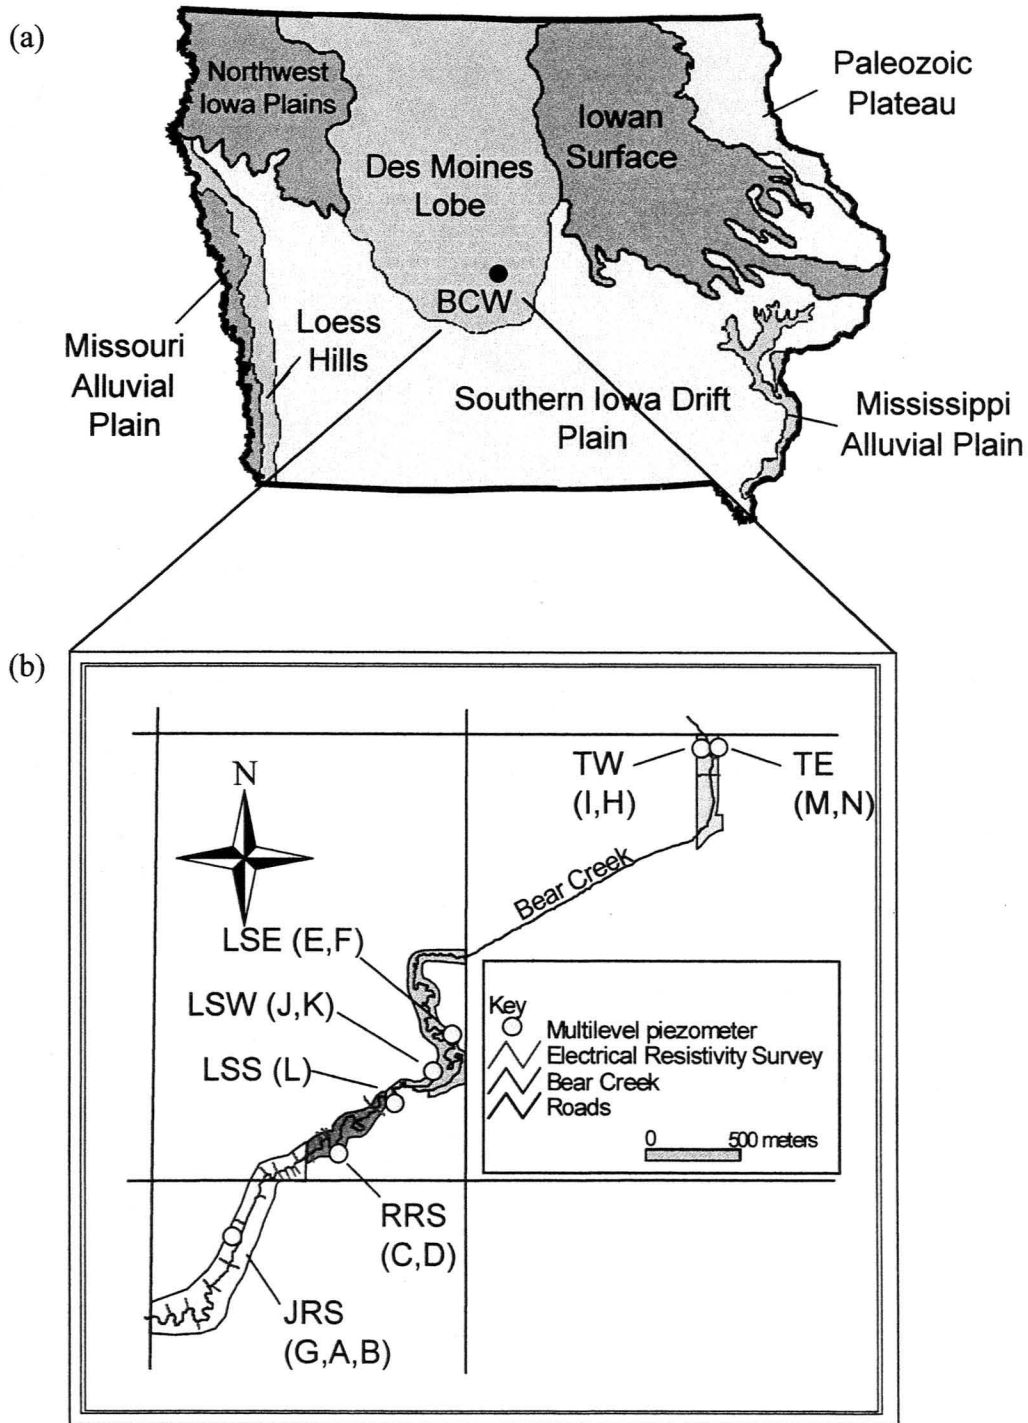 (a)
Northwest
Iowa Plains
Des Moines
Lobe
Iowan
Surface
Paleozoic
Plateau
BCW
Missouri
Alluvial
Plain
Loess
Hills
Southern Iowa Drift
Plain
Mississippi
Alluvial Plain
(b)
N
TW
(I,H)
TE
(M,N)
Bear Creek
LSE (E,F)
LSW (J,K)
LSS (L)
Key
Multilevel piezometer
Electrical Resistivity Survey
Bear Creek
Roads
0 500 meters
RRS
(C,D)
JRS
(G,A,B)